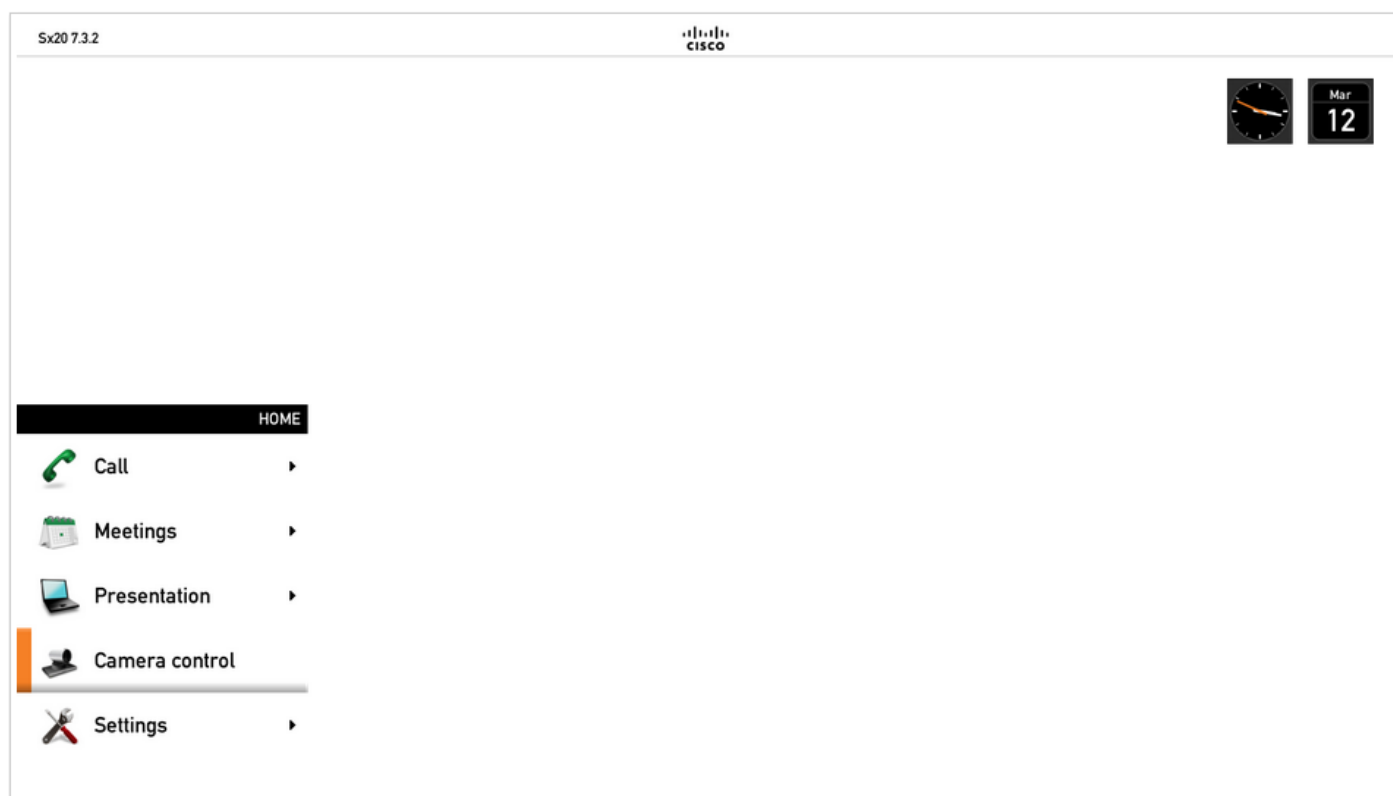 Sx20 7.3.2
CISCO
Mar
12
HOME
Call
Meetings
Presentation
Camera control
Settings